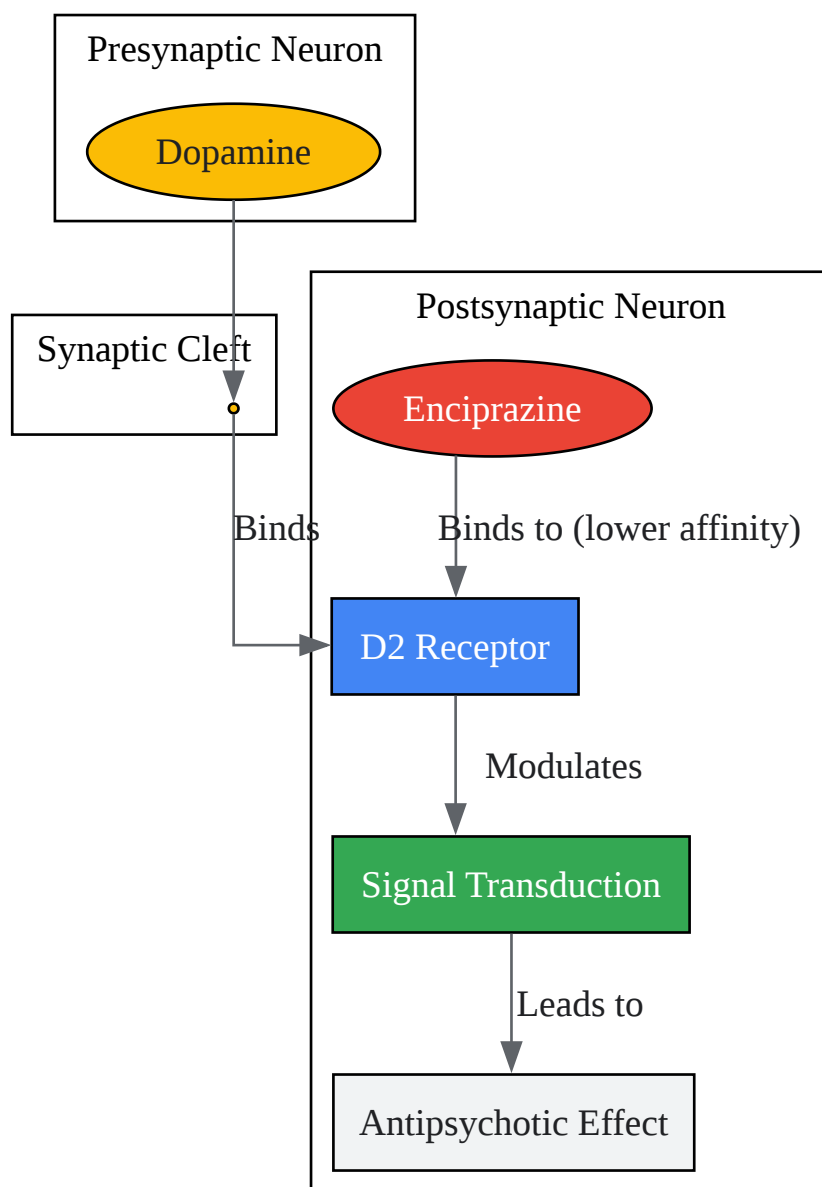 Presynaptic Neuron
Dopamine
Postsynaptic Neuron
Synaptic Cleft
Enciprazine
Binds
Binds to (lower affinity)
D2 Receptor
Modulates
Signal Transduction
Leads to
Antipsychotic Effect